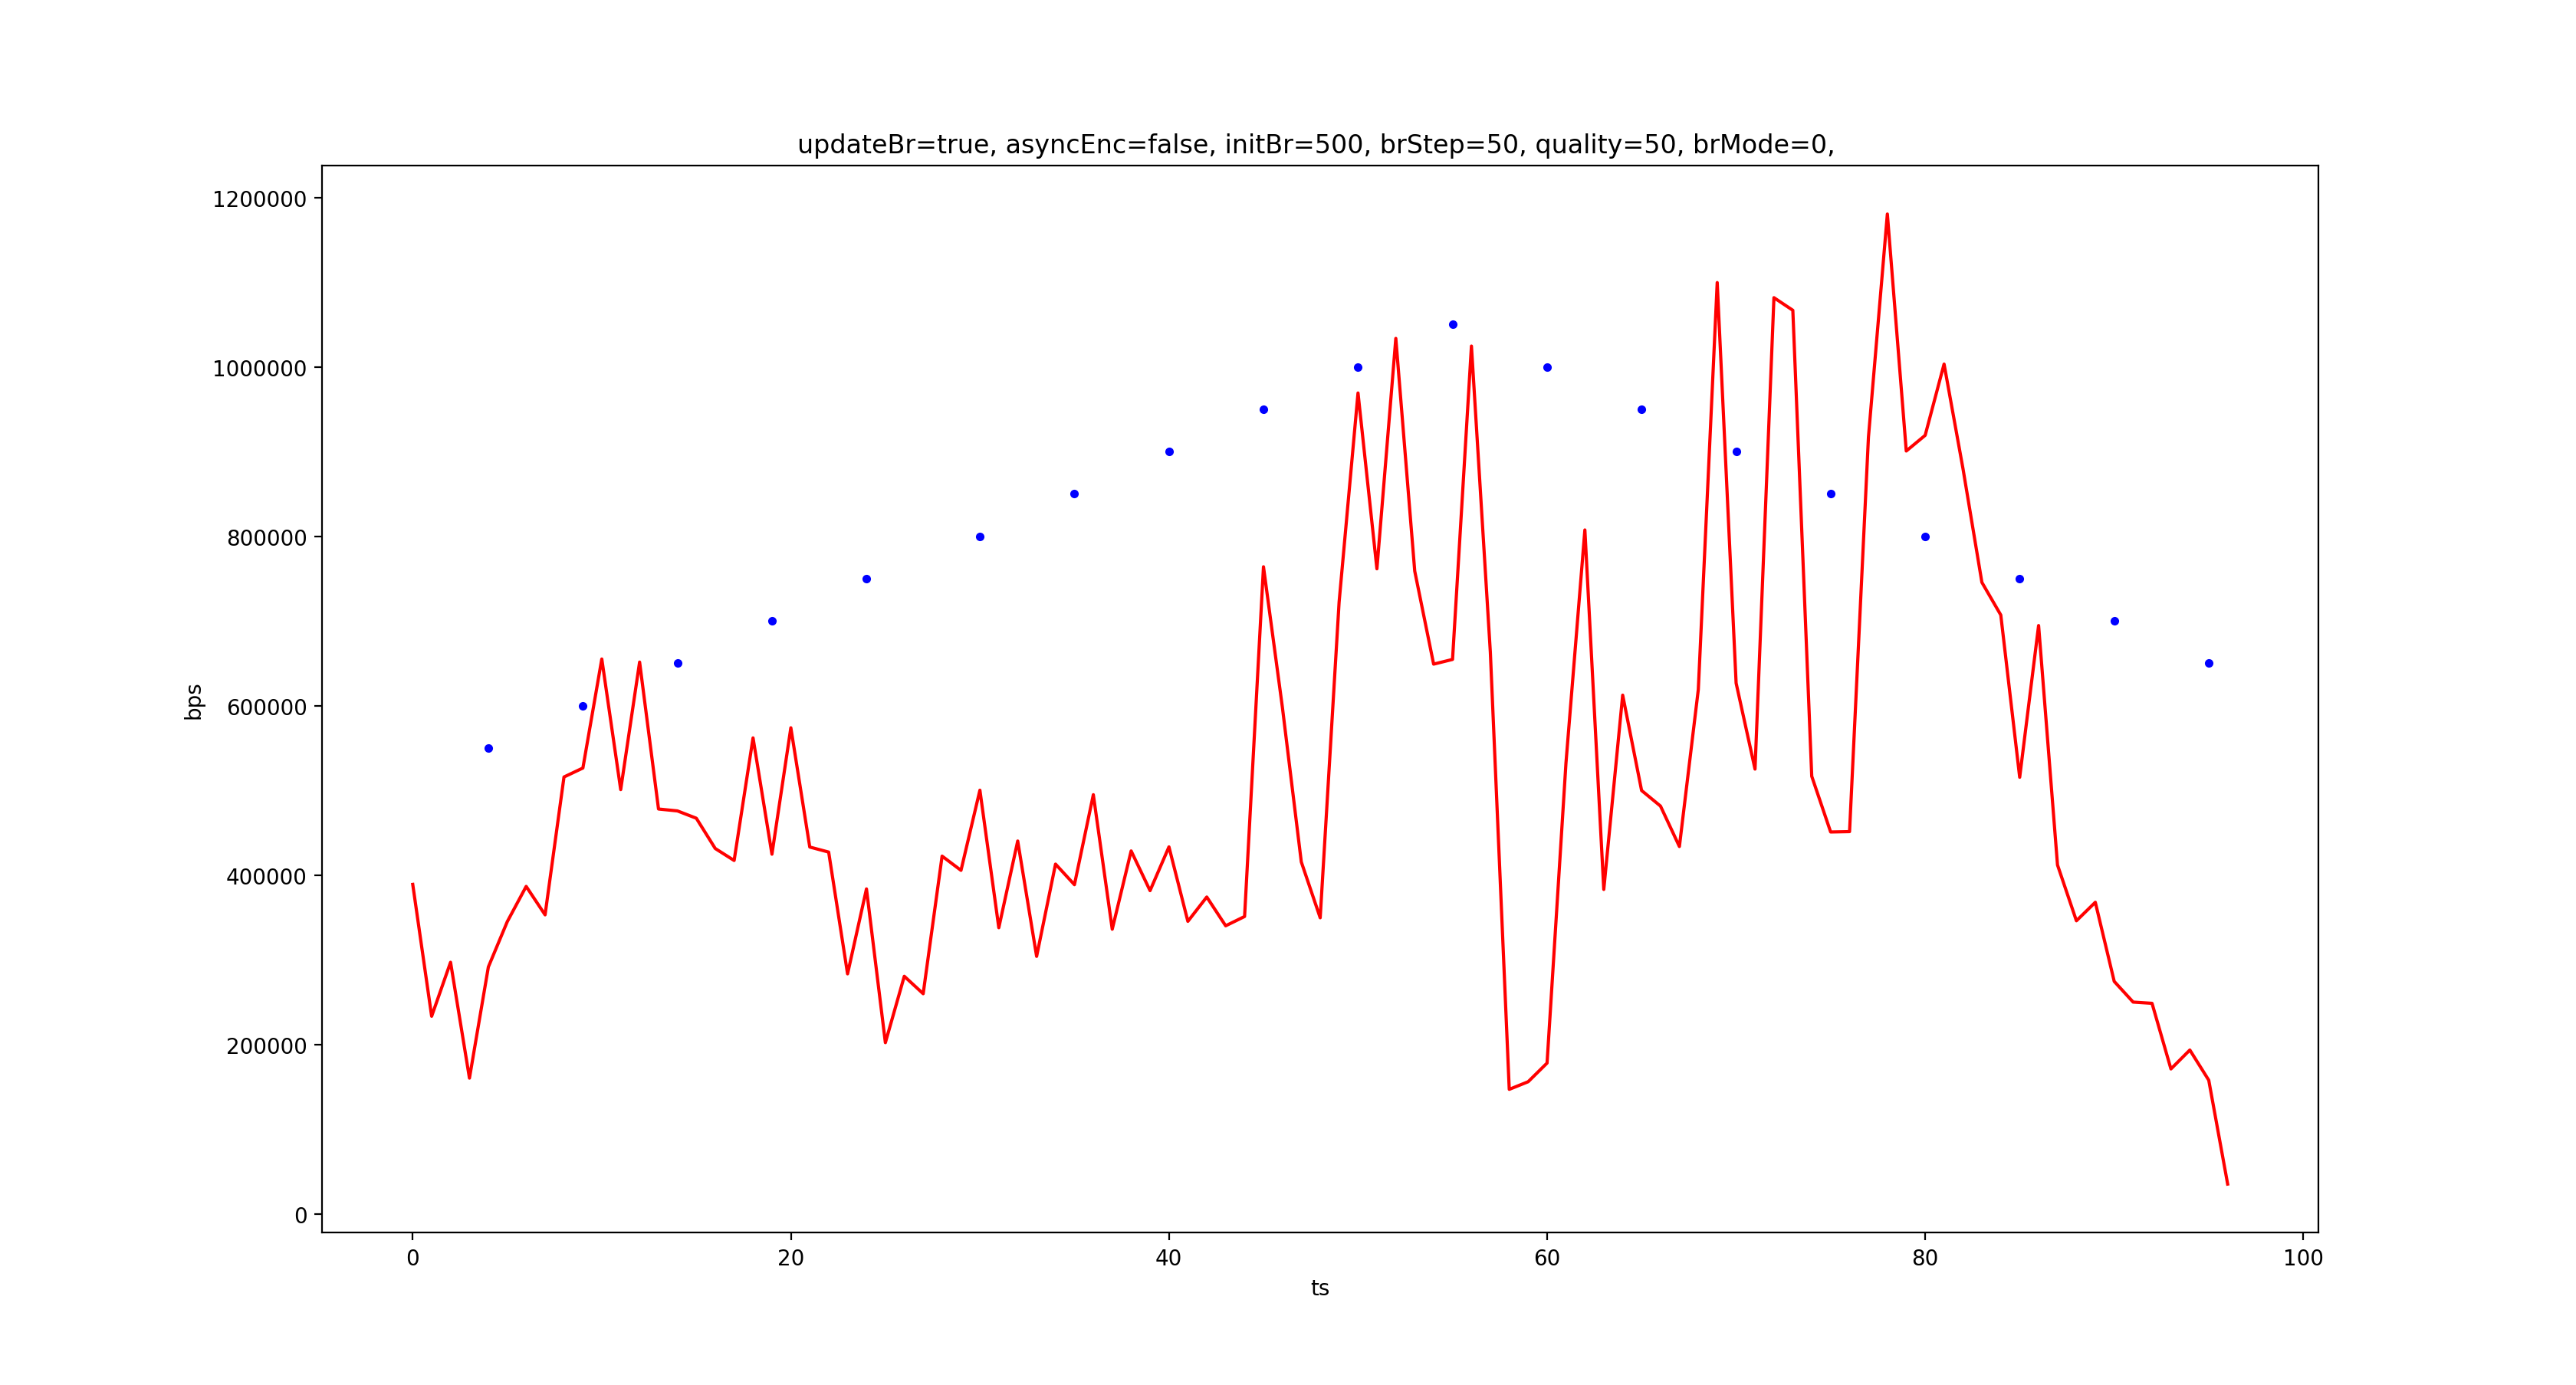 updateBr=true, asyncEnc=false, initBr=500, brStep=50, quality=50, brMode=0,
1200000
1000000
800000
600000
400000
200000
0
bps
0 20 40 60 80 100
ts